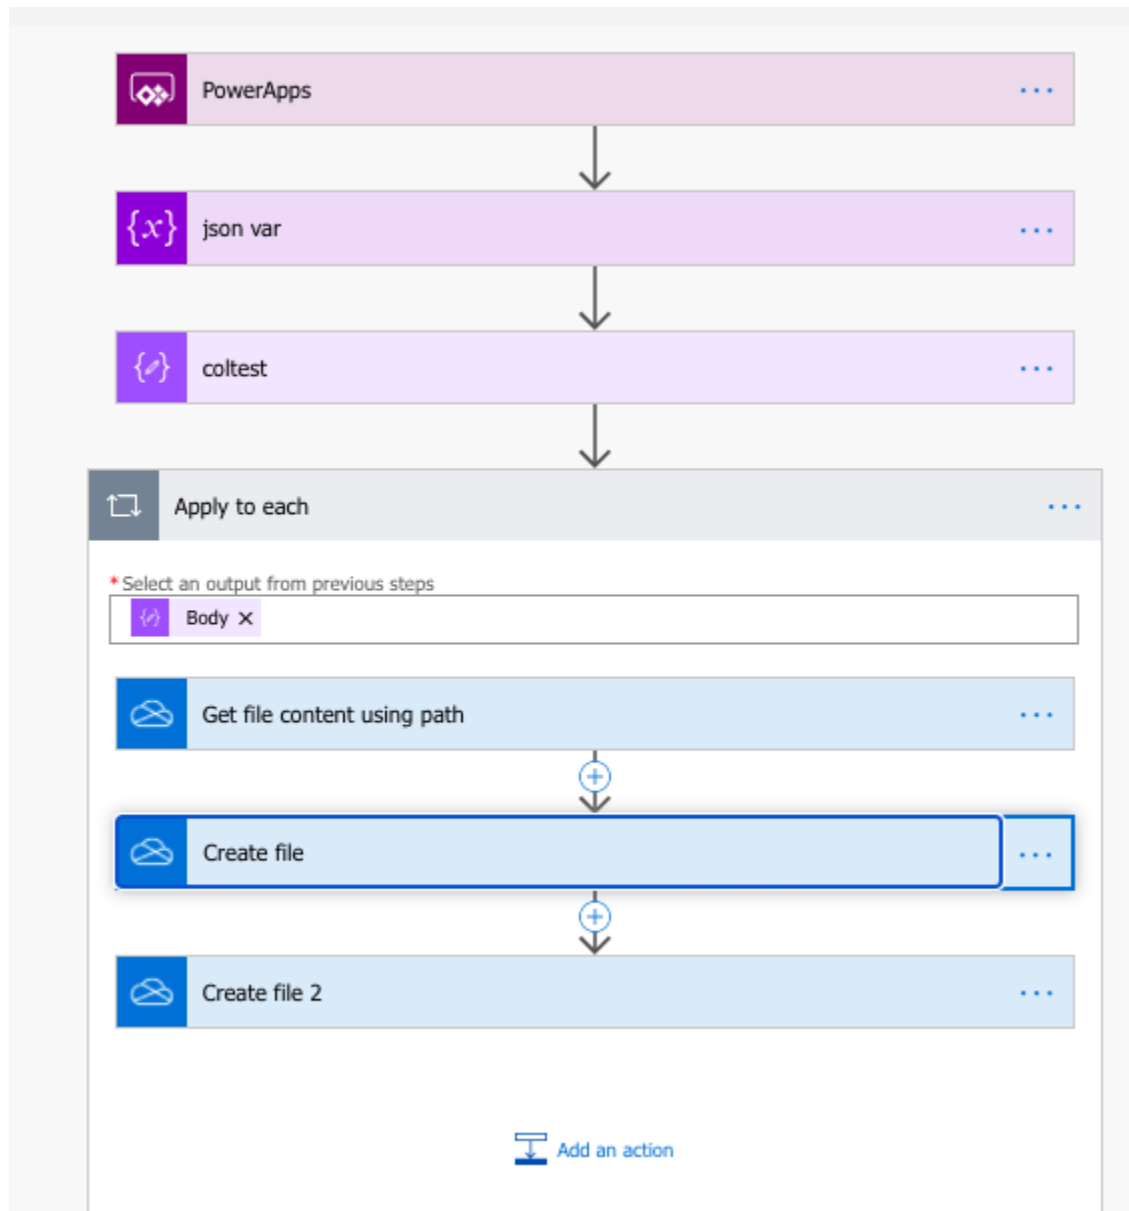 PowerApps
{x} json var
coltest
Apply to each
* Select an output from previous steps
Body ×
Get file content using path
Create file
Create file 2
Add an action